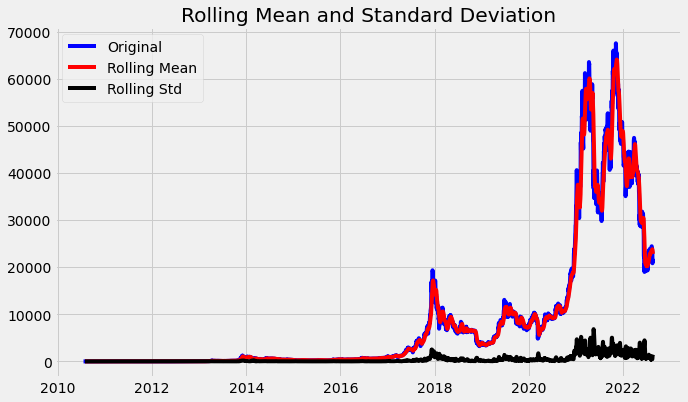 Rolling Mean and Standard Deviation
70000
Original
Rolling Mean
Rolling Std
60000
50000
40000
30000
20000
10000
0
2010 2012 2014 2016 2018 2020 2022